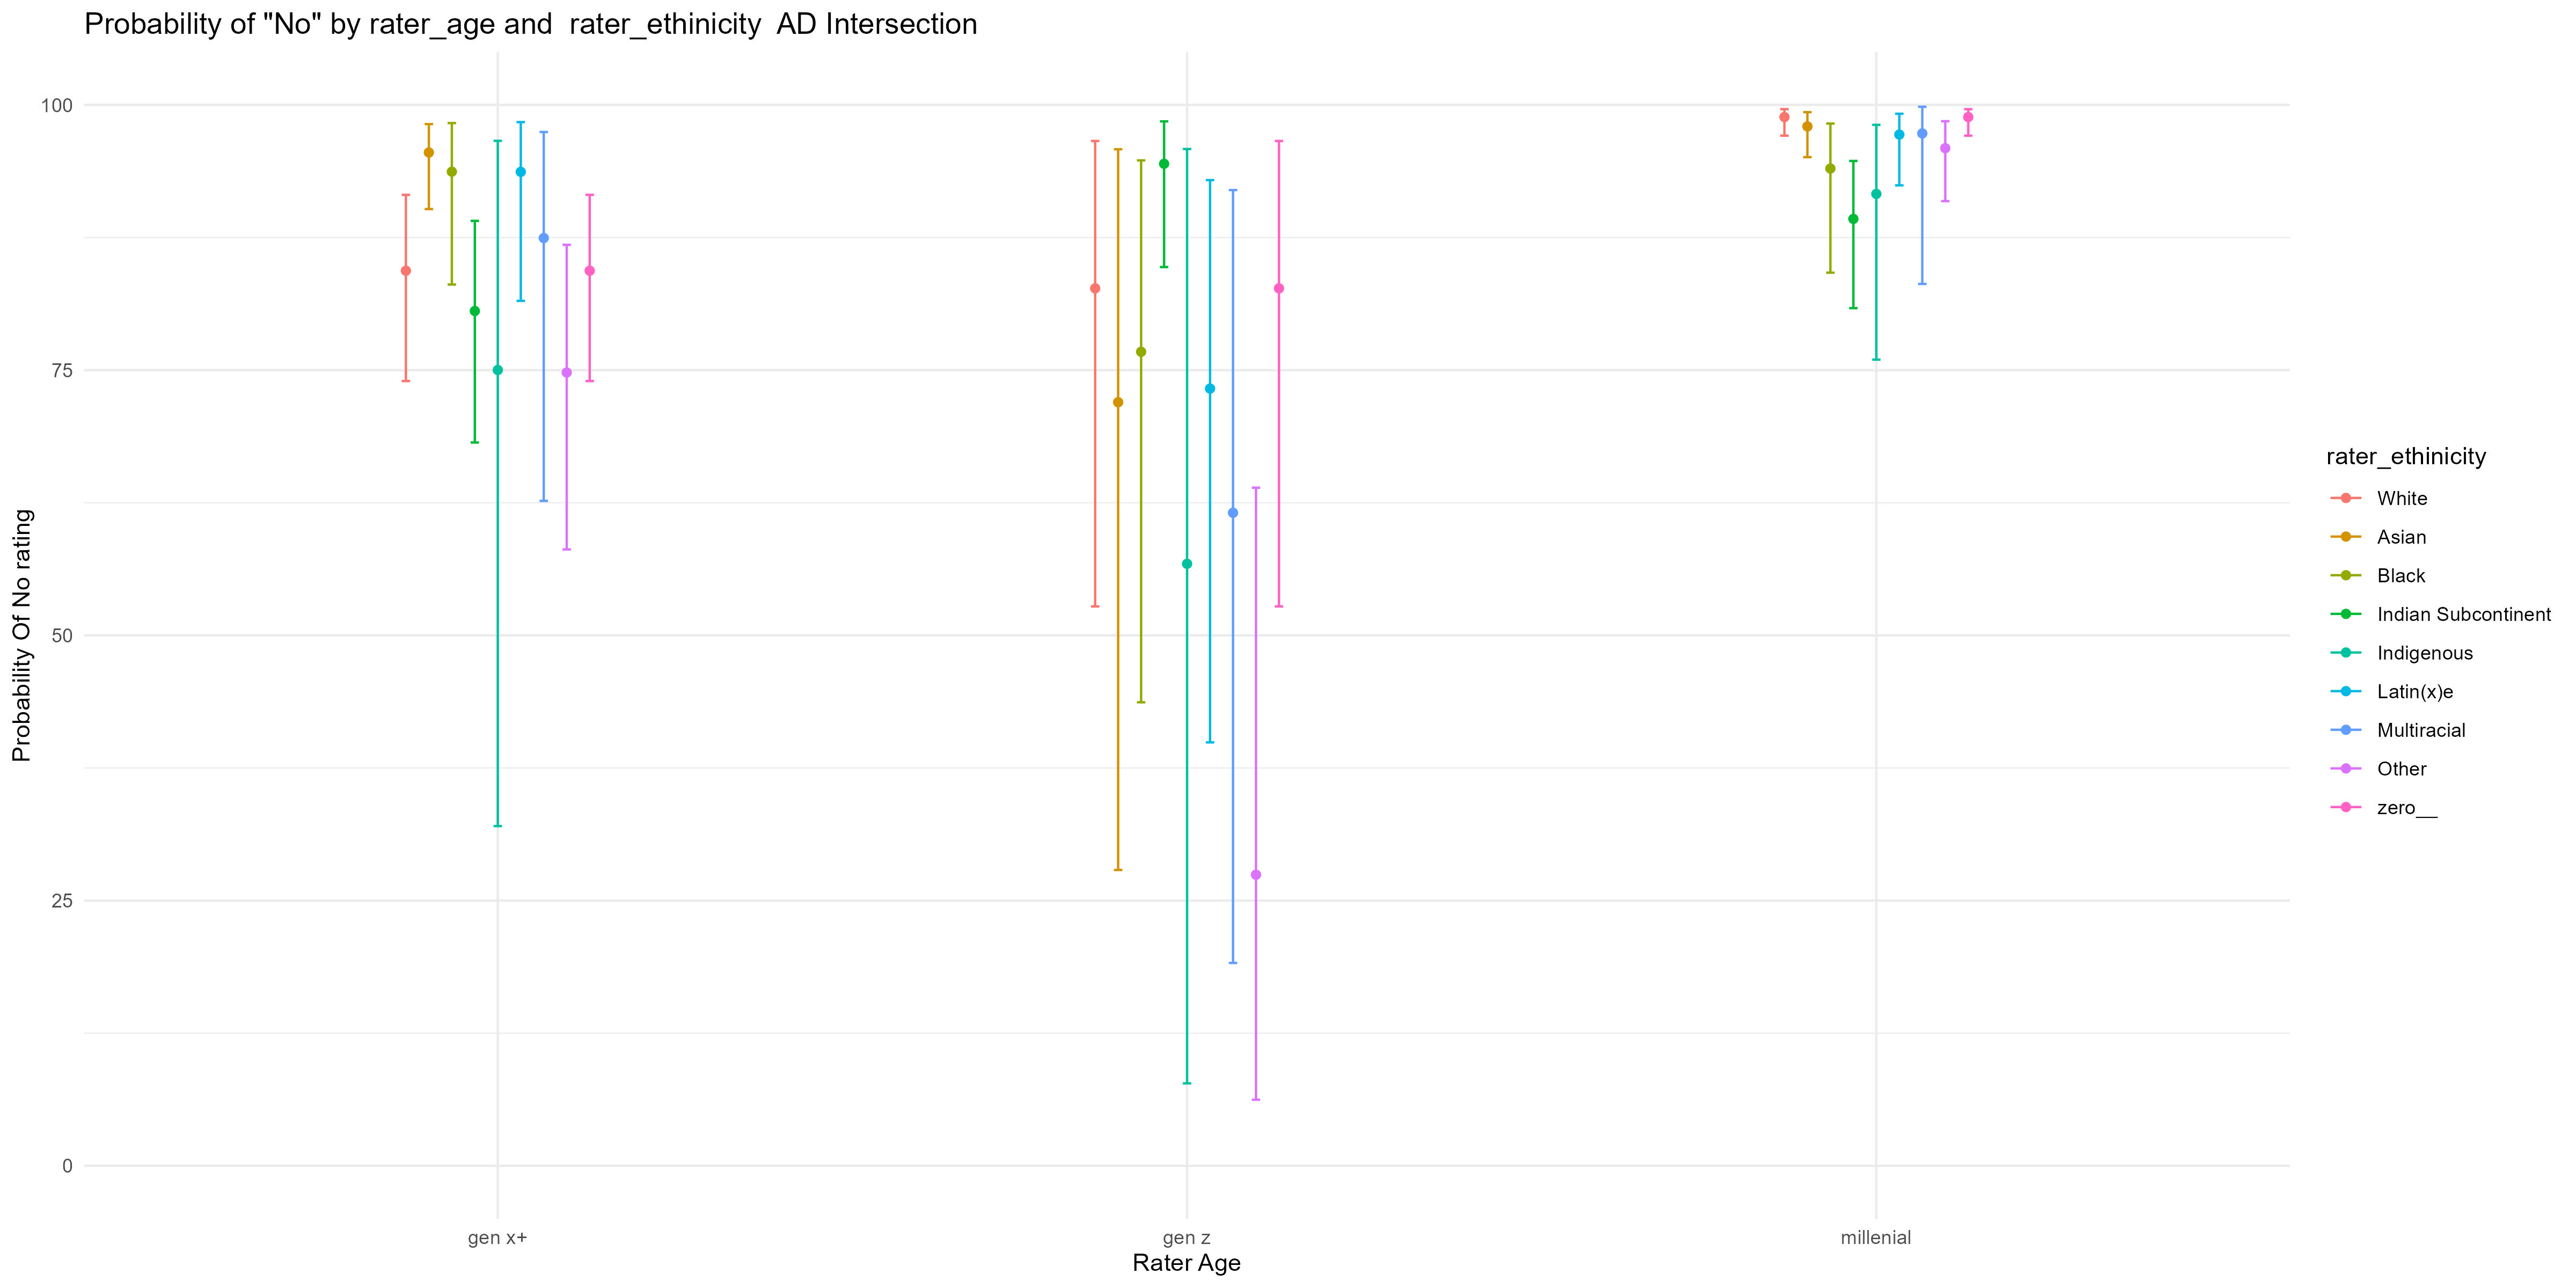 Probability of "No" by rater_age and  rater_ethinicity  AD Intersection
Probability Of No rating
100
75
50
25
0
gen x+
gen z
millenial
Rater Age
rater_ethinicity
White
Asian
Black
Indian Subcontinent
Indigenous
Latin(x)e
Multiracial
Other
zero__